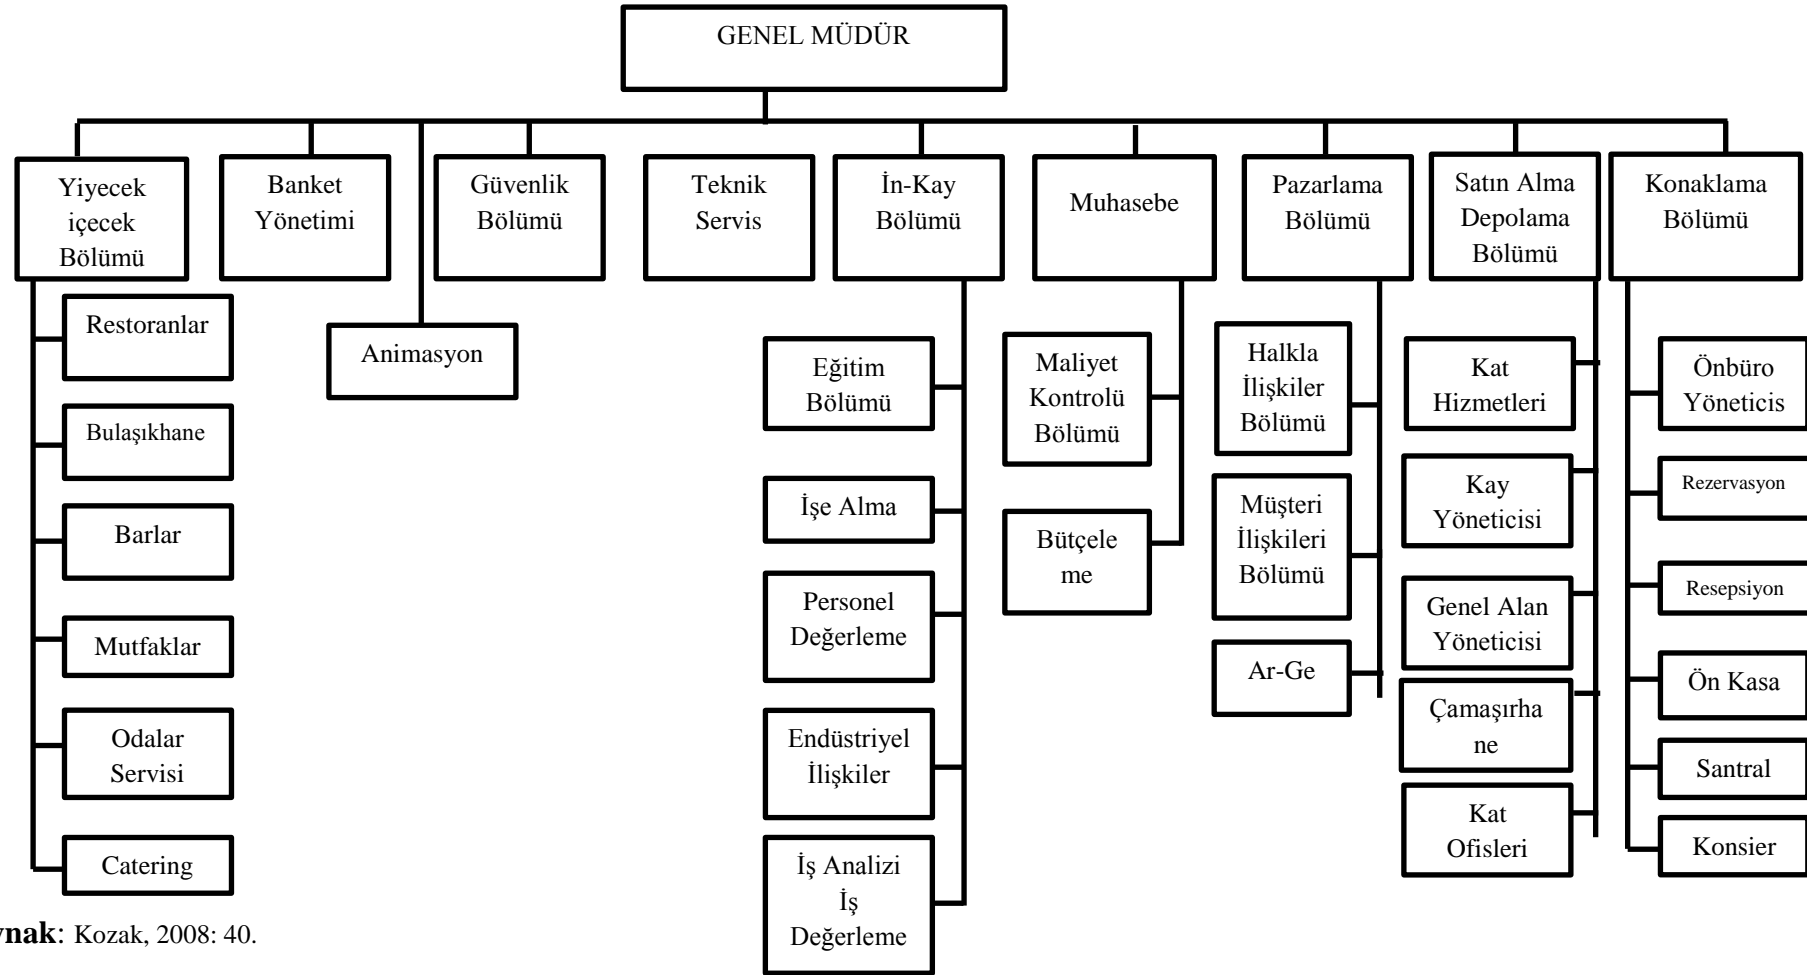 GENEL MÜDÜR
Yiyecek
içecek
Bölümü
Banket
Yönetimi
Güvenlik
Bölümü
Teknik
Servis
İn-Kay
Bölümü
Muhasebe
Pazarlama
Bölümü
Satın Alma
Depolama
Bölümü
Konaklama
Bölümü
Restoranlar
Bulaşıkhane
Barlar
Mutfaklar
Odalar
Servisi
Catering
Animasyon
Eğitim
Bölümü
İşe Alma
Personel
Değerleme
Endüstriyel
İlişkiler
İş Analizi
İş
Değerleme
Maliyet
Kontrolü
Bölümü
Bütçele
me
Halkla
İlişkiler
Bölümü
Müşteri
İlişkileri
Bölümü
Ar-Ge
Kat
Hizmetleri
Kay
Yöneticisi
Genel Alan
Yöneticisi
Çamaşırha
ne
Kat
Ofisleri
Önbüro
Yöneticis
Rezervasyon
Resepsiyon
Ön Kasa
Santral
Konsier
ynak: Kozak, 2008: 40.